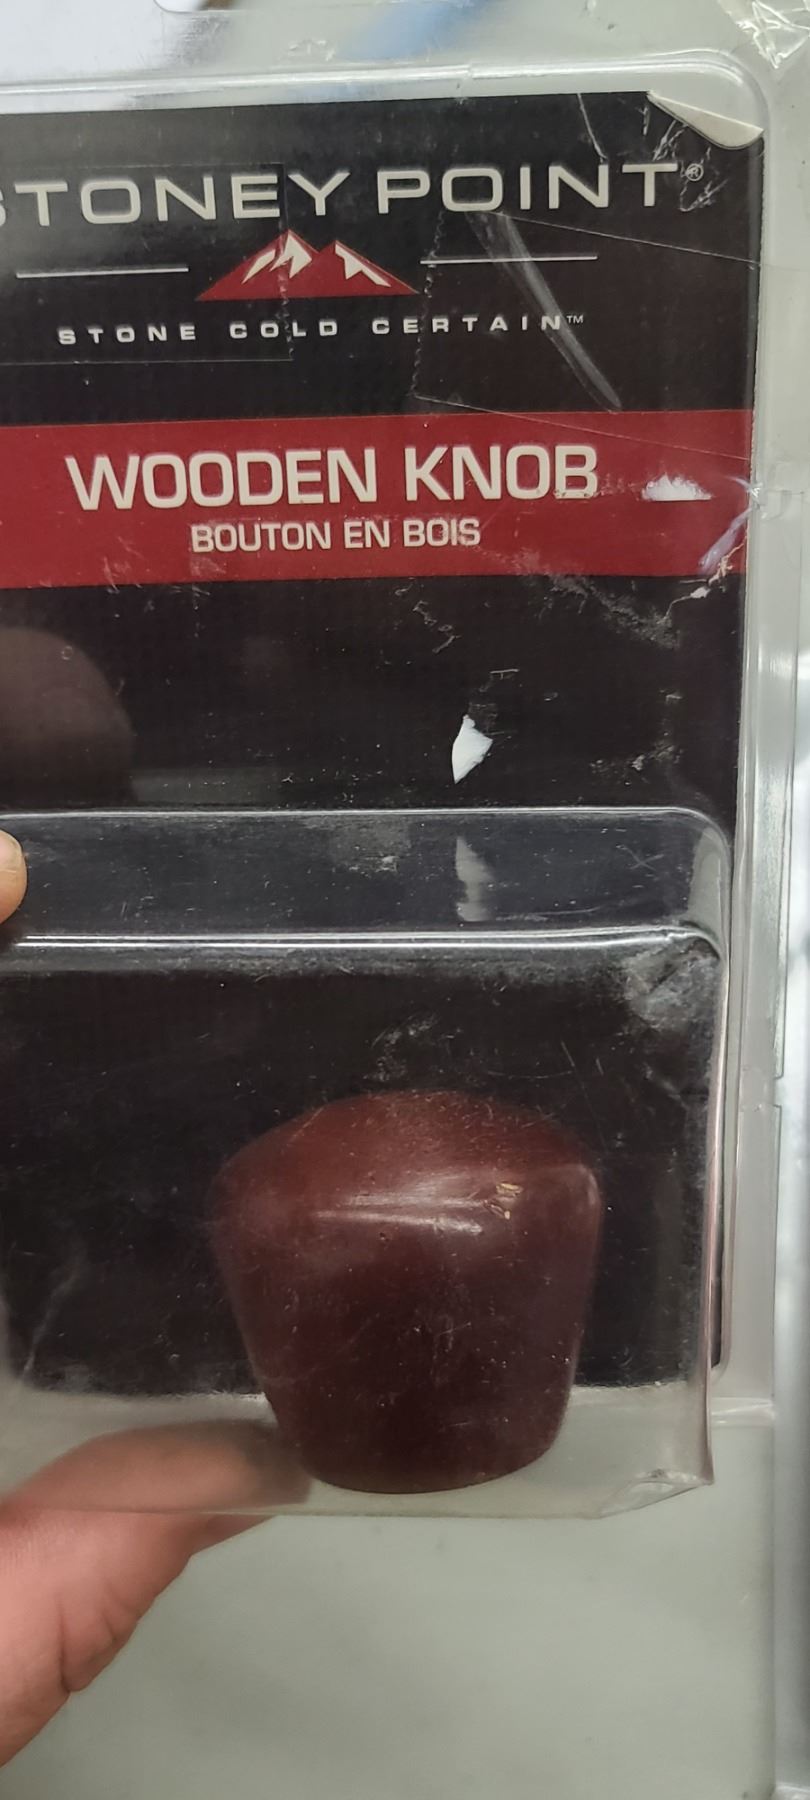 STONEY POINT®
STONE COLD CERTAIN™
WOODEN KNOB
BOUTON EN BOIS